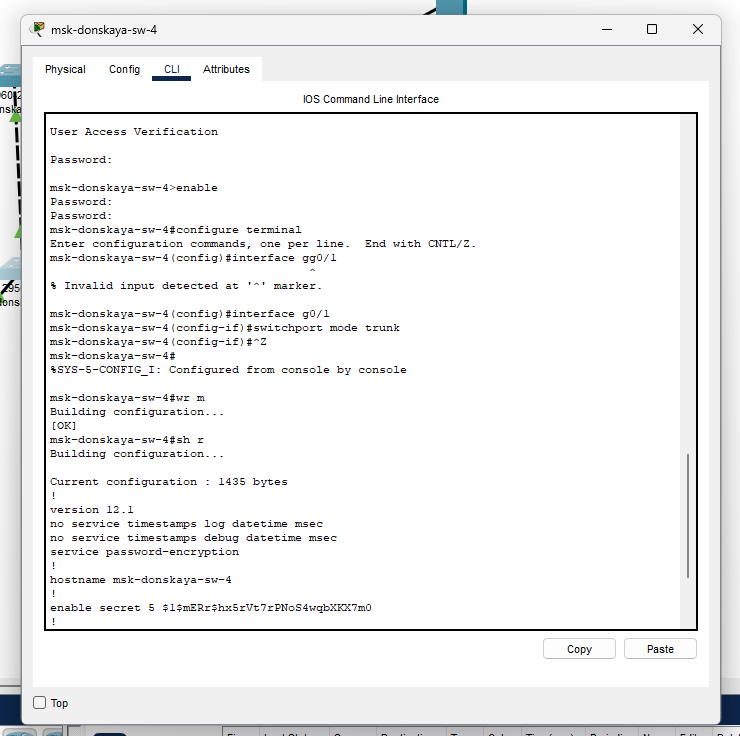 msk-donskaya-sw-4
Physical Config CLI Attributes
IOS Command Line Interface
User Access Verification
Password:
msk-donskaya-sw-4>enable
Password:
Password:
msk-donskaya-sw-4#configure terminal
Enter configuration commands, one per line.  End with CNTL/Z.
msk-donskaya-sw-4(config)#interface gg0/1
^
% Invalid input detected at '^' marker.
msk-donskaya-sw-4(config)#interface g0/1
msk-donskaya-sw-4(config-if)#switchport mode trunk
msk-donskaya-sw-4(config-if)#^Z
msk-donskaya-sw-4#
%SYS-5-CONFIG_I: Configured from console by console
msk-donskaya-sw-4#wr m
Building configuration...
[OK]
msk-donskaya-sw-4#sh r
Building configuration...
Current configuration : 1435 bytes
!
version 12.1
no service timestamps log datetime msec
no service timestamps debug datetime msec
service password-encryption
!
hostname msk-donskaya-sw-4
!
enable secret 5 $1$mERr$hx5rVt7rPNoS4wqbXKX7m0
!
Copy Paste
Top